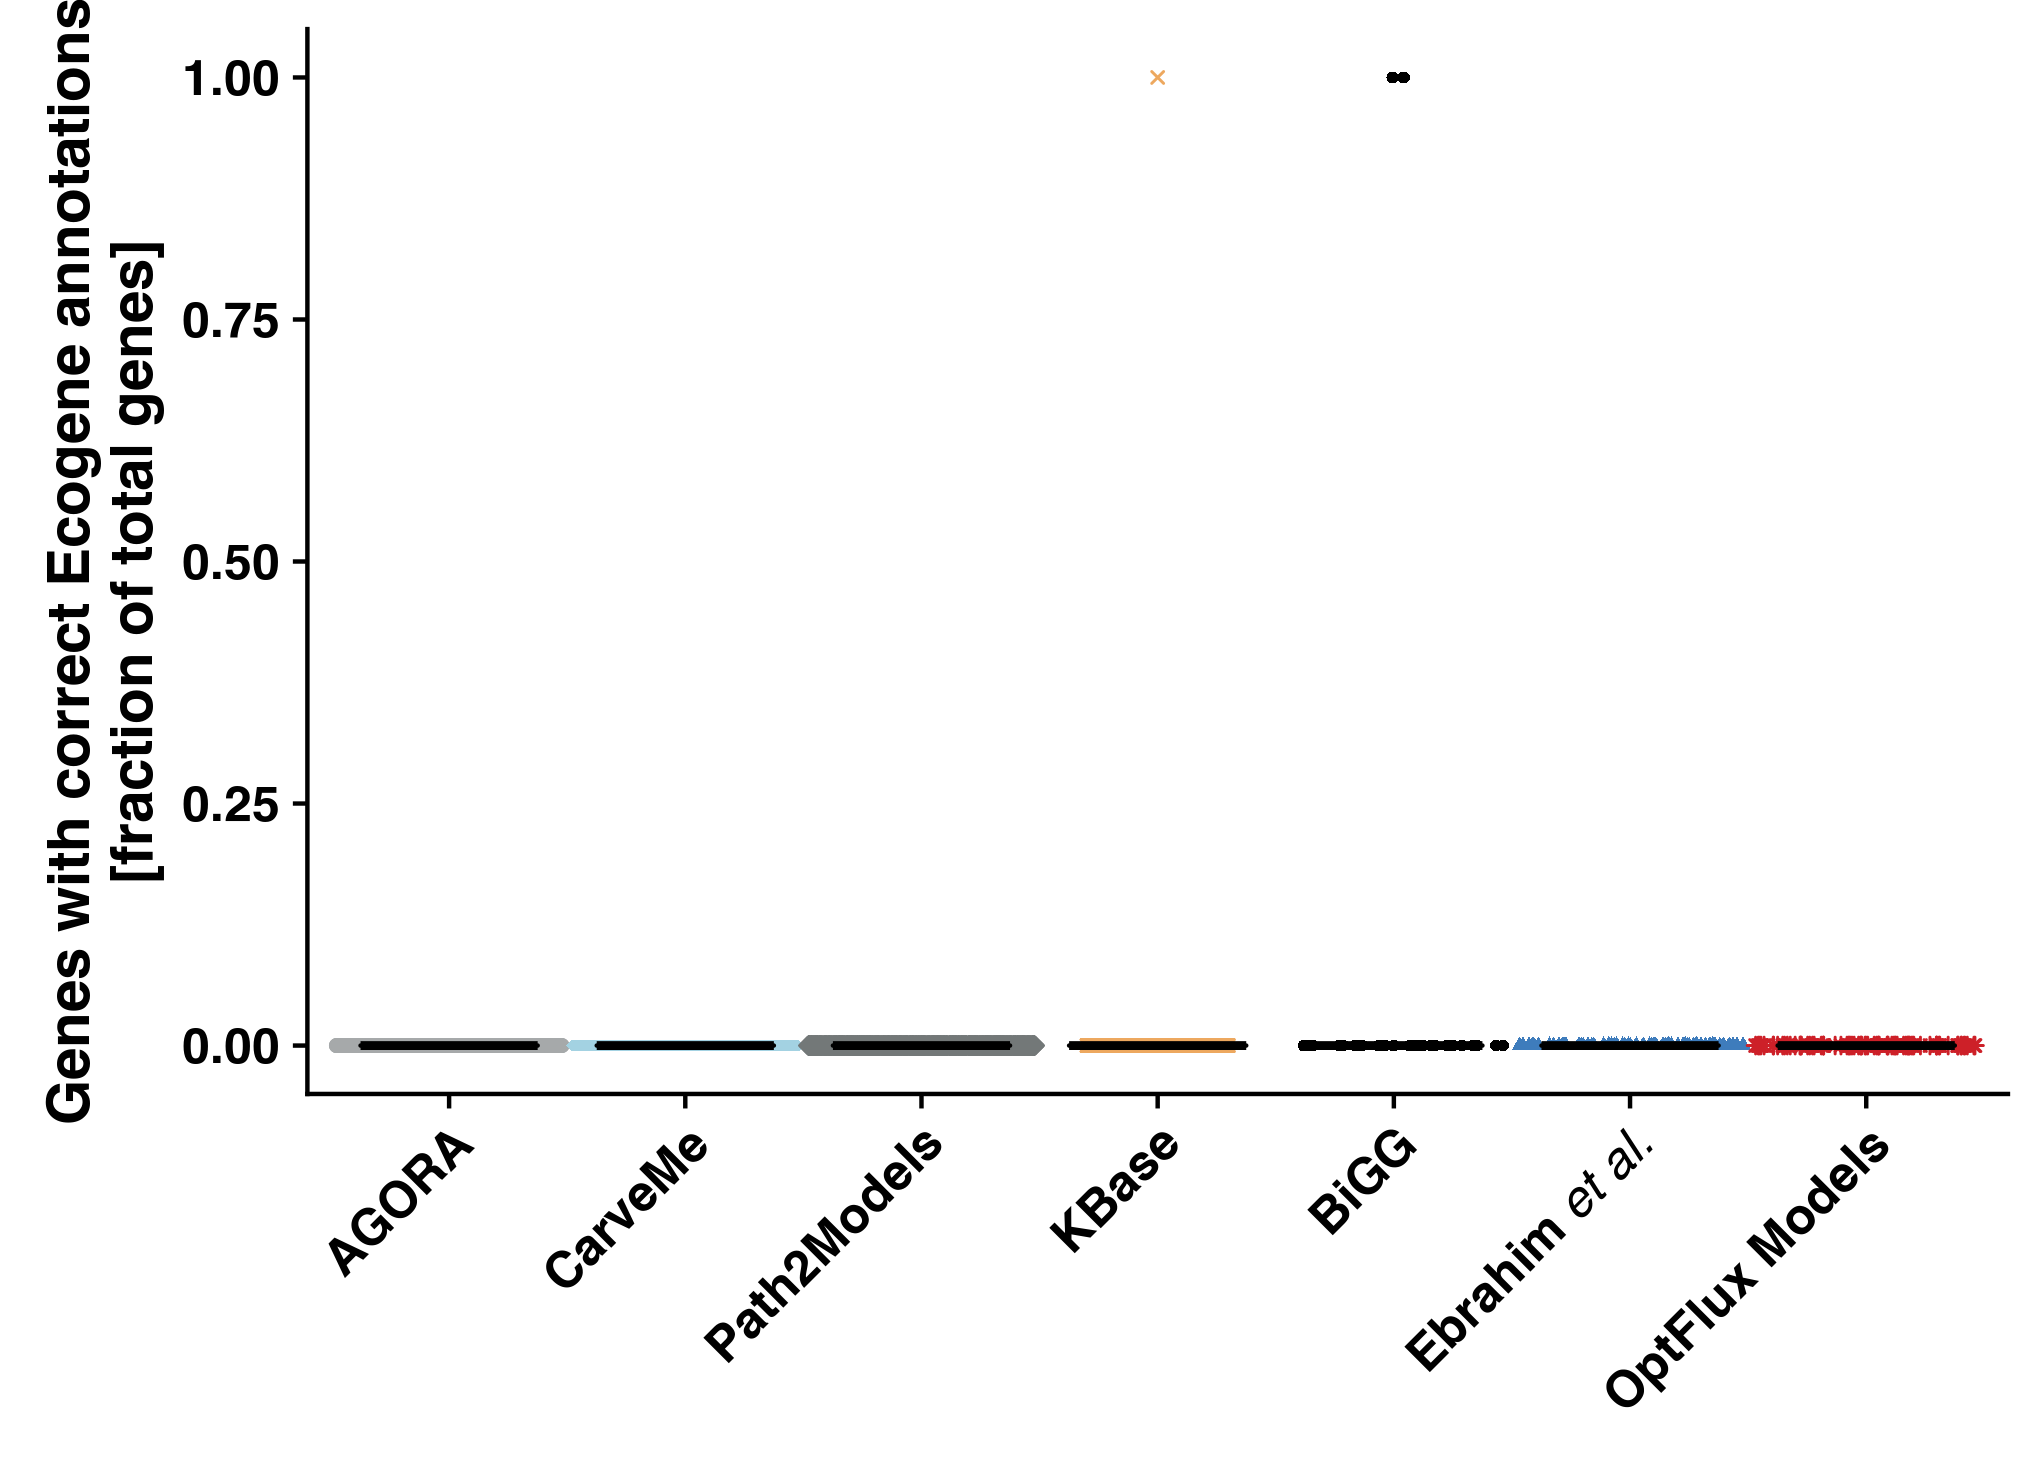 Genes with correct Ecogene annotations
[fraction of total genes]
1.00
0.75
0.50
0.25
0.00
AGORA
CarveMe
Path2Models
KBase
BiGG
Ebrahim et al.
OptFlux Models